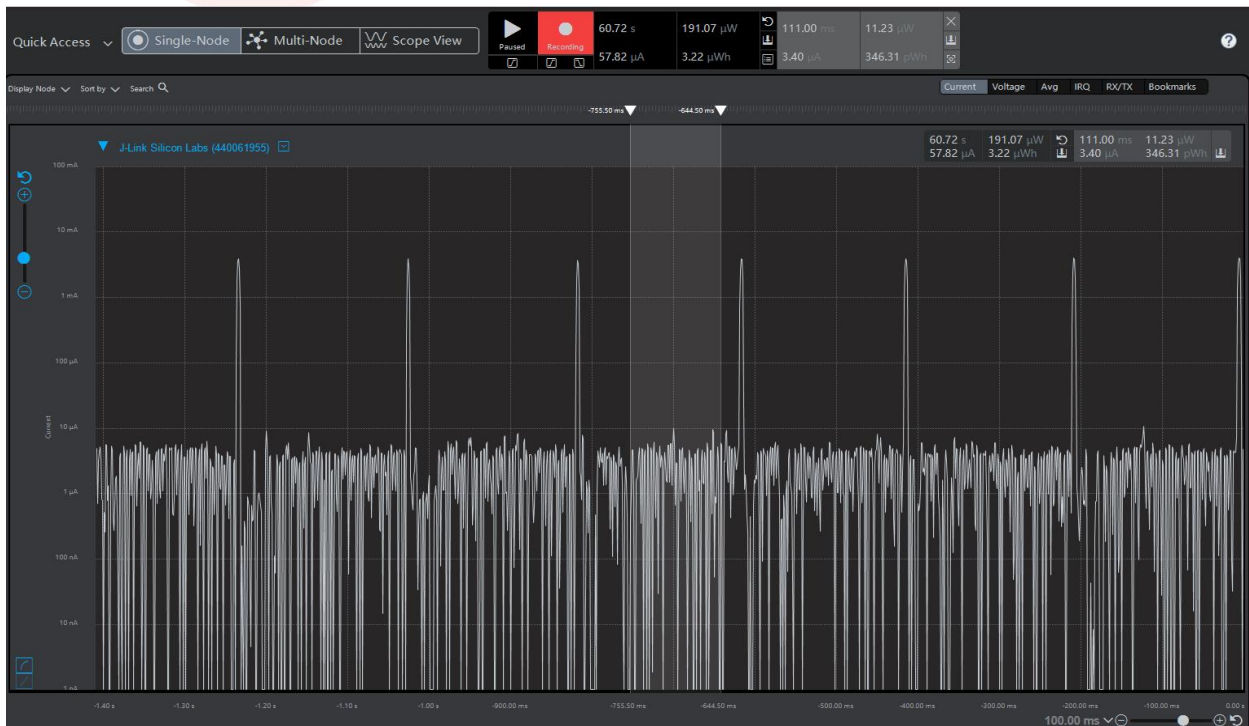 Quick Access
Single-Node
Multi-Node
Scope View
Paused
Recording
60.72 s
191.07 µW
57.82 µA
3.22 µWh
111.00 ms
11.23 µW
3.40 µA
346.31 pWh
?
Display Node
Sort by
Search
Current
Voltage
Avg
IRQ
RX/TX
Bookmarks
-755.50 ms
-644.50 ms
J-Link Silicon Labs (440061955)
60.72 s 191.07 µW
57.82 µA 3.22 µWh
111.00 ms 11.23 µW
3.40 µA 346.31 pWh
100 mA
10 mA
1 mA
100 µA
Current
10 µA
1 µA
100 nA
10 nA
1 nA
-1.40 s
-1.30 s
-1.20 s
-1.10 s
-1.00 s
-900.00 ms
-755.50 ms
-644.50 ms
-500.00 ms
-400.00 ms
-300.00 ms
-200.00 ms
-100.00 ms
0.00 s
100.00 ms